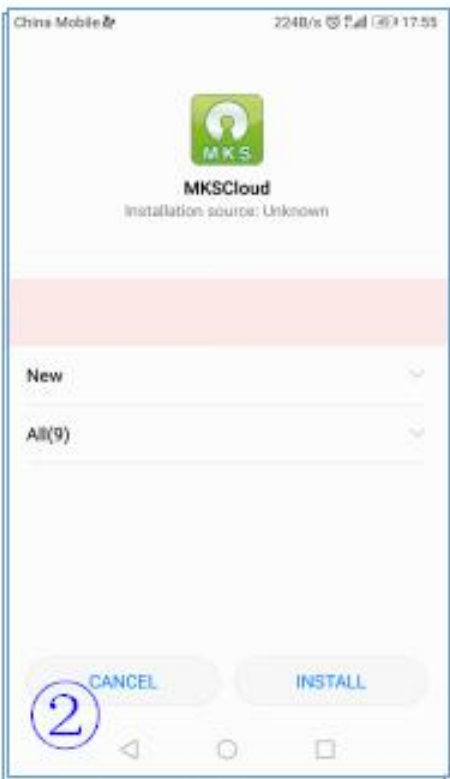 China Mobile 224B/s 17:55
MKS
MKSCloud
Installation source: Unknown
New
All(9)
CANCEL INSTALL
②